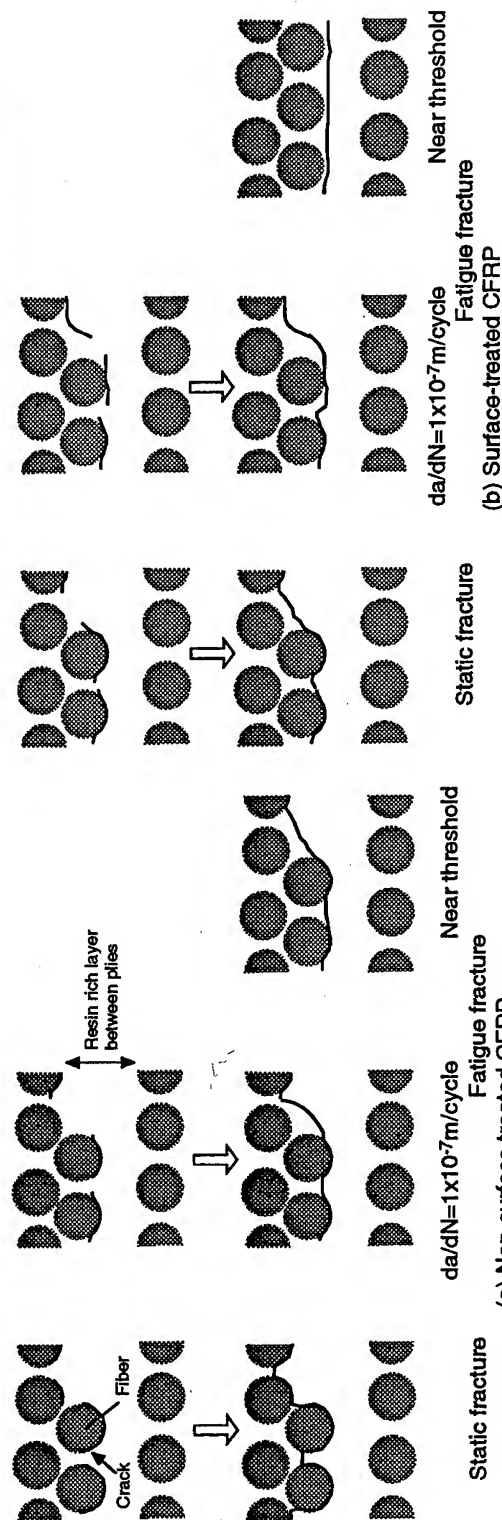 Crack
Fiber
Resin rich layer
between plies
Static fracture
da/dN=1x10-7m/cycle
Near threshold
Fatigue fracture
(a) Non-surface-treated CFRP
Static fracture
da/dN=1x10-7m/cycle
Near threshold
Fatigue fracture
(b) Surface-treated CFRP